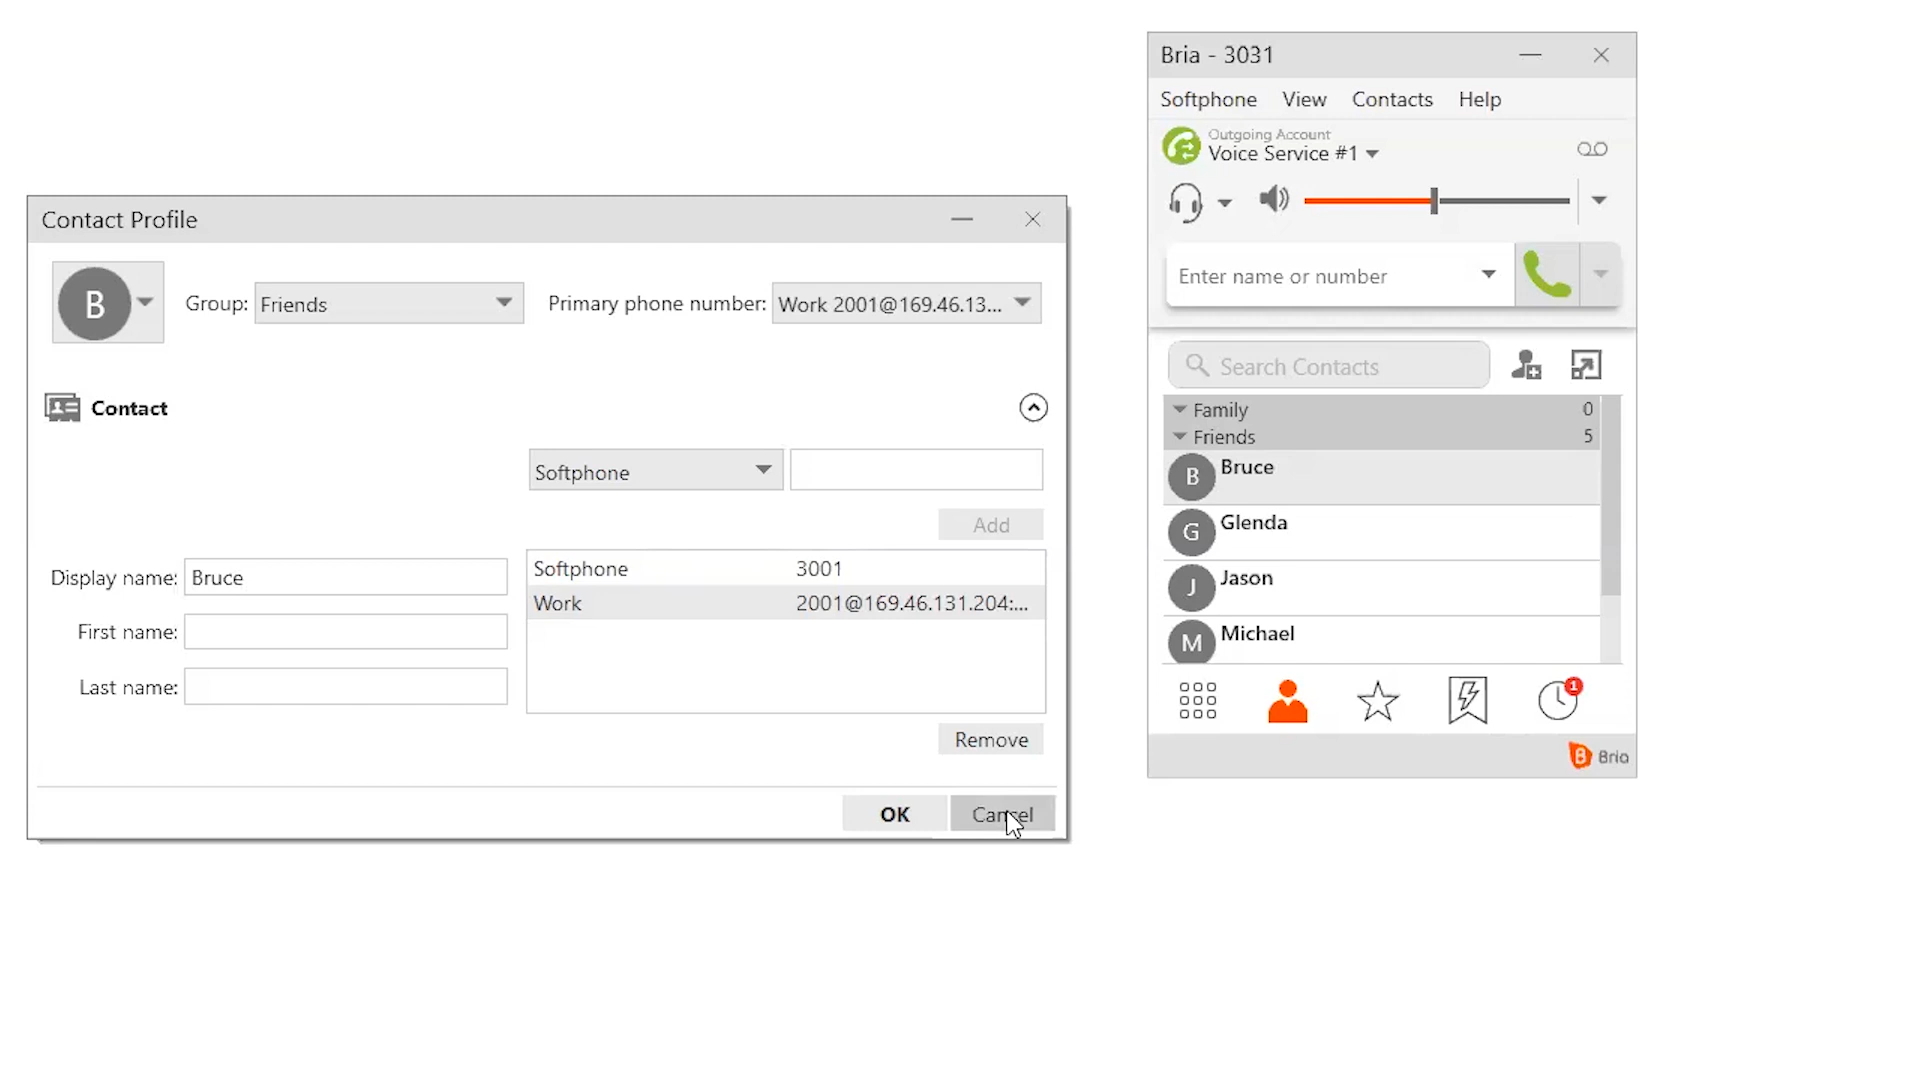 Contact Profile
B
Group: Friends
Primary phone number: Work 2001@169.46.13...
Contact
Softphone
Add
Softphone 3001
Work 2001@169.46.131.204:...
Display name: Bruce
First name:
Last name:
Remove
OK
Cancel
Bria - 3031
Softphone View Contacts Help
Outgoing Account
Voice Service #1
Enter name or number
Search Contacts
Family 0
Friends 5
B Bruce
G Glenda
J Jason
M Michael
1
B Bria